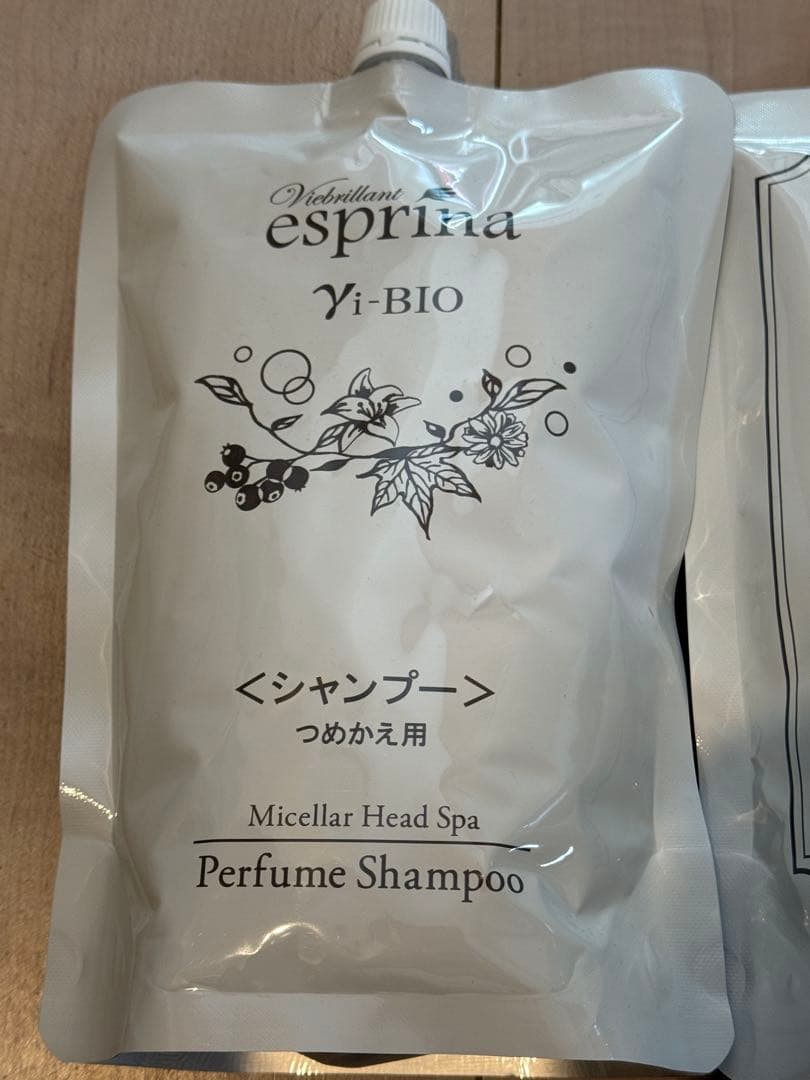 Viebrillant
esprina
γi-BIO
＜シャンプー＞
つめかえ用
Micellar Head Spa
Perfume Shampoo